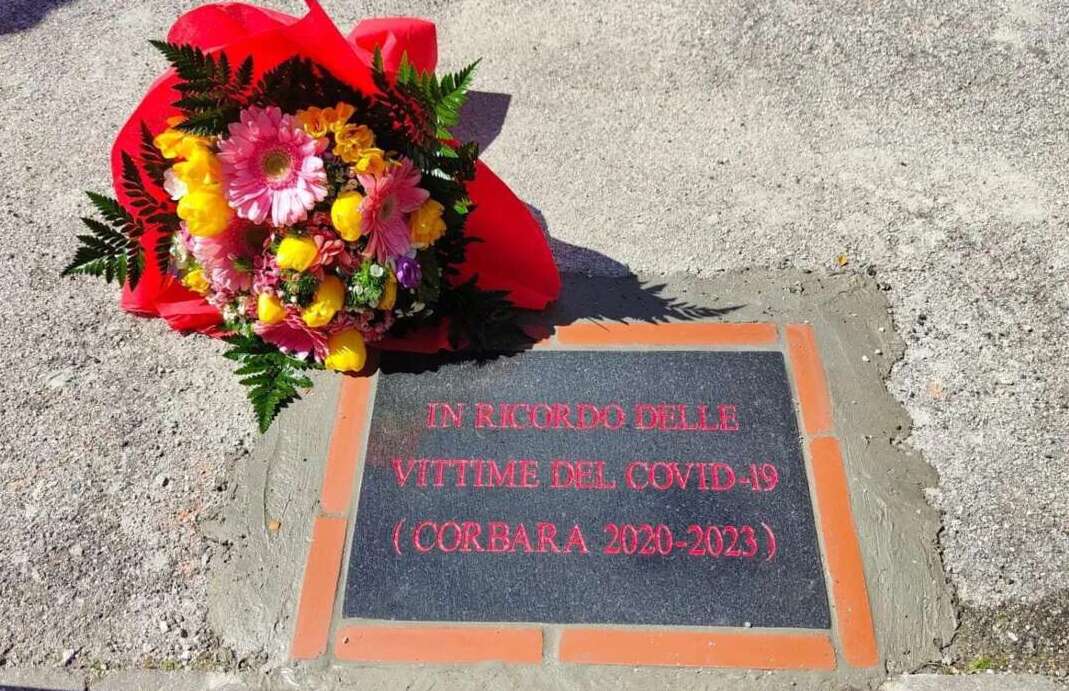 IN RICORDO DELLE
VITTIME DEL COVID-19
(CORBARA 2020-2023)